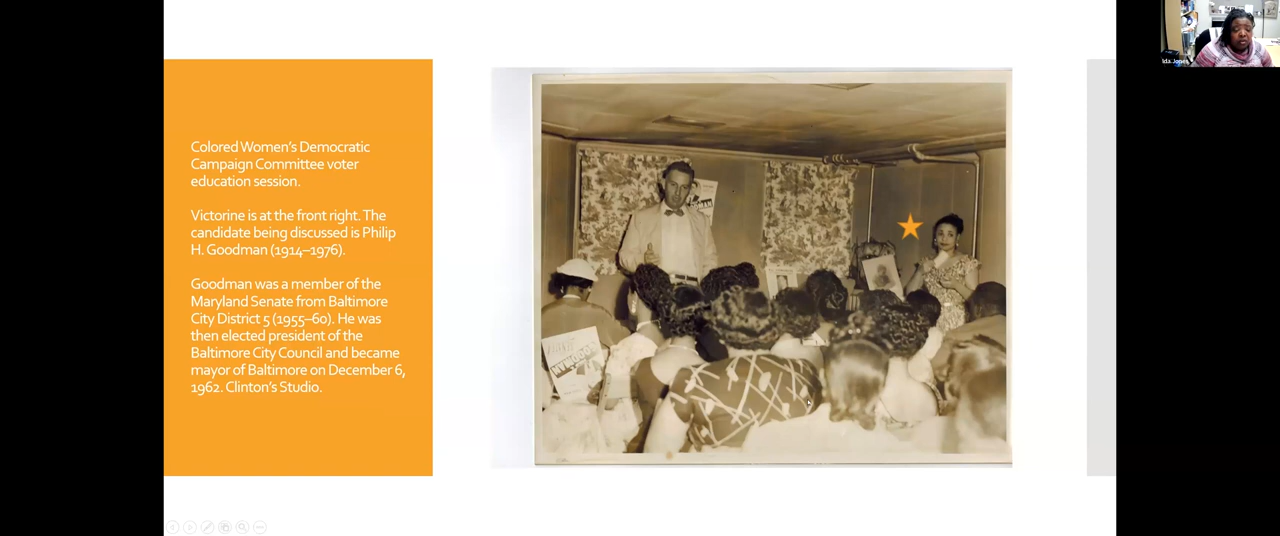 Colored Women's Democratic
Campaign Committee voter
education session.
Victorine is at the front right. The
candidate being discussed is Philip
H. Goodman (1914–1976).
Goodman was a member of the
Maryland Senate from Baltimore
City District 5 (1955–60). He was
then elected president of the
Baltimore City Council and became
mayor of Baltimore on December 6,
1962. Clinton's Studio.
GOODMAN
Ida Jones